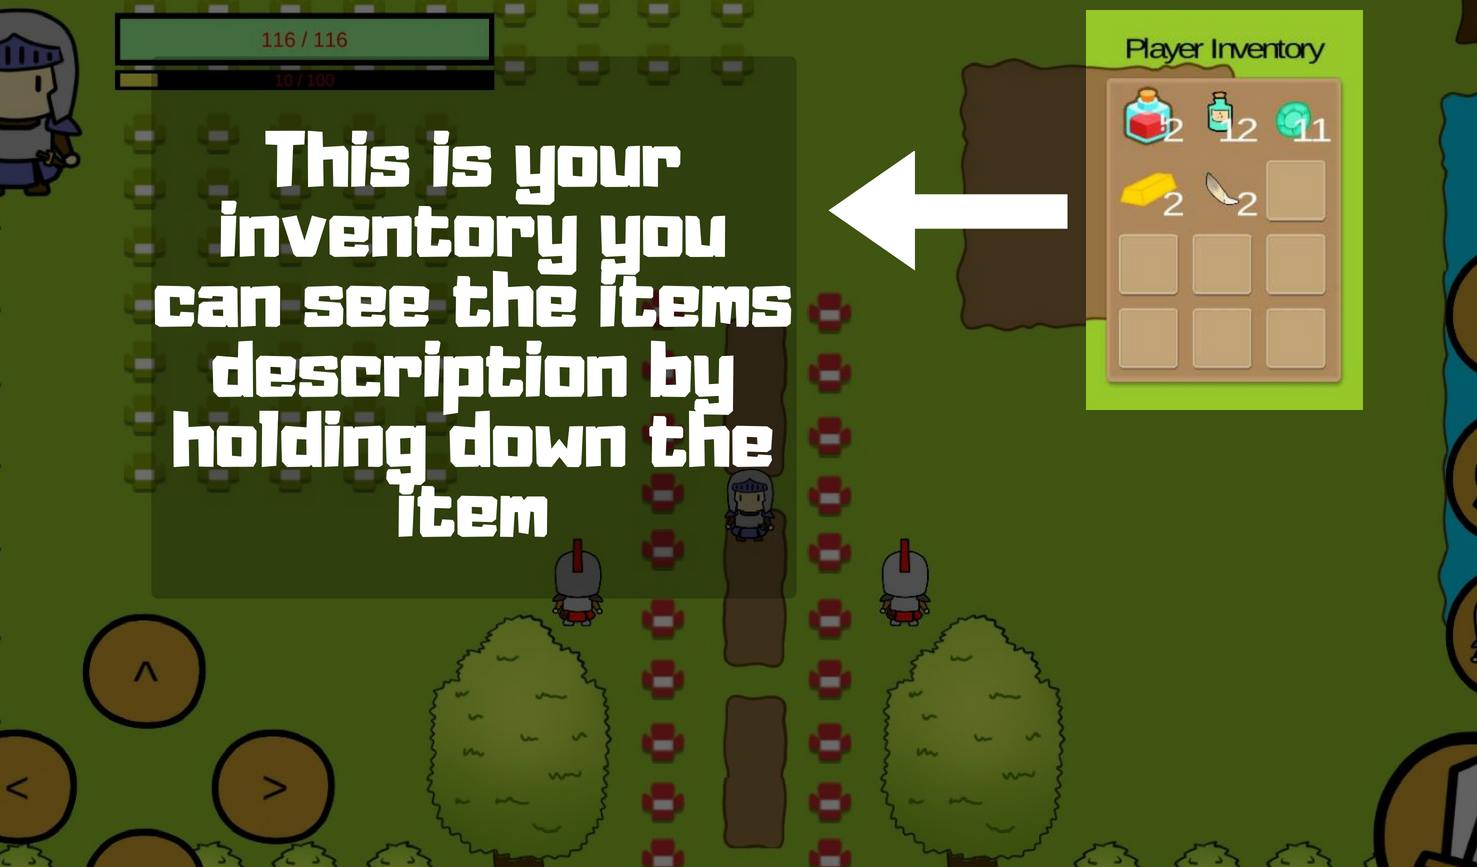 116 / 116
10 / 100
Player Inventory
2 12 11
2 2
This is your
inventory you
can see the items
description by
holding down the
item
^
< >